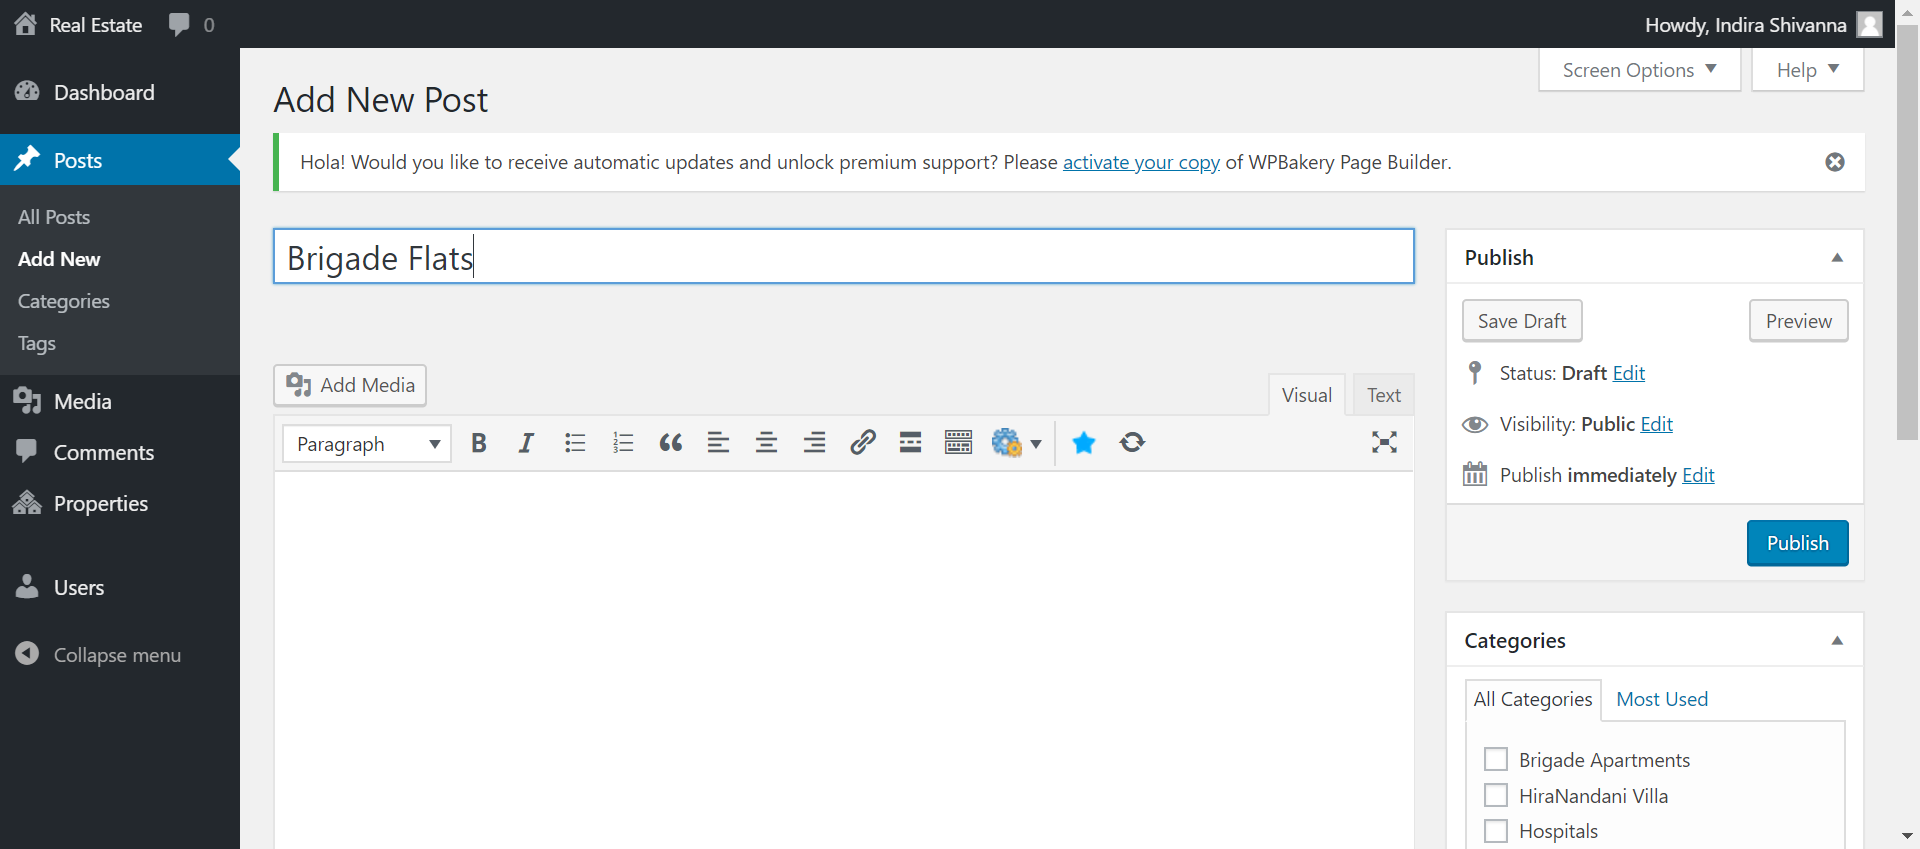 Real Estate 0 Howdy, Indira Shivanna
Screen Options Help
Dashboard
Posts
All Posts
Add New
Categories
Tags
Media
Comments
Properties
Users
Collapse menu
Add New Post
Hola! Would you like to receive automatic updates and unlock premium support? Please activate your copy of WPBakery Page Builder.
Brigade Flats
Add Media
Visual Text
Paragraph B I
Publish
Save Draft Preview
Status: Draft Edit
Visibility: Public Edit
Publish immediately Edit
Publish
Categories
All Categories Most Used
Brigade Apartments
HiraNandani Villa
Hospitals